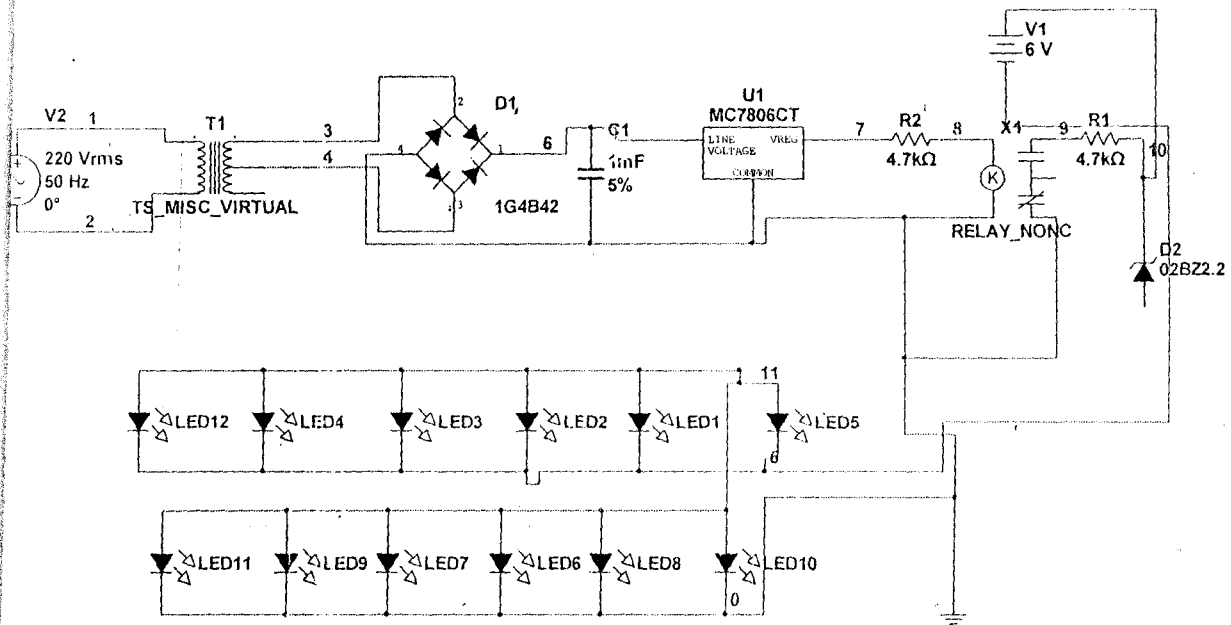 V1
6 V
V2
1
T1
3
4
220 Vrms
50 Hz
0°
2
TS_MISC_VIRTUAL
2
D1
4
1
3
1G4B42
6
C1
1mF
5%
U1
MC7806CT
LINE
VOLTAGE
VREG
COMMON
7
R2
4.7kΩ
8
K
X1
9
R1
4.7kΩ
10
RELAY_NONC
D2
02BZ2.2
11
LED12
LED4
LED3
LED2
LED1
LED5
6
LED11
LED9
LED7
LED6
LED8
LED10
0